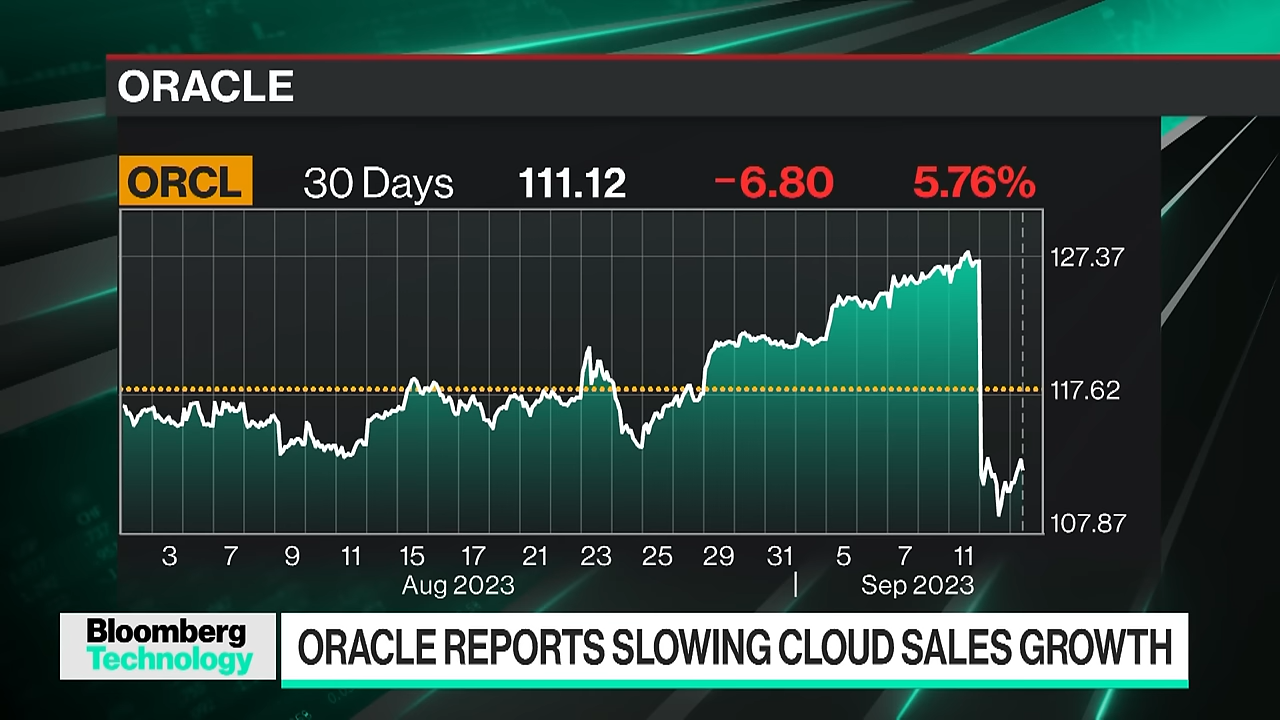 ORACLE
ORCL 30 Days 111.12 −6.80 5.76%
127.37
117.62
107.87
3 7 9 11 15 17 21 23 25 29 31 5 7 11
Aug 2023 Sep 2023
Bloomberg
Technology
ORACLE REPORTS SLOWING CLOUD SALES GROWTH